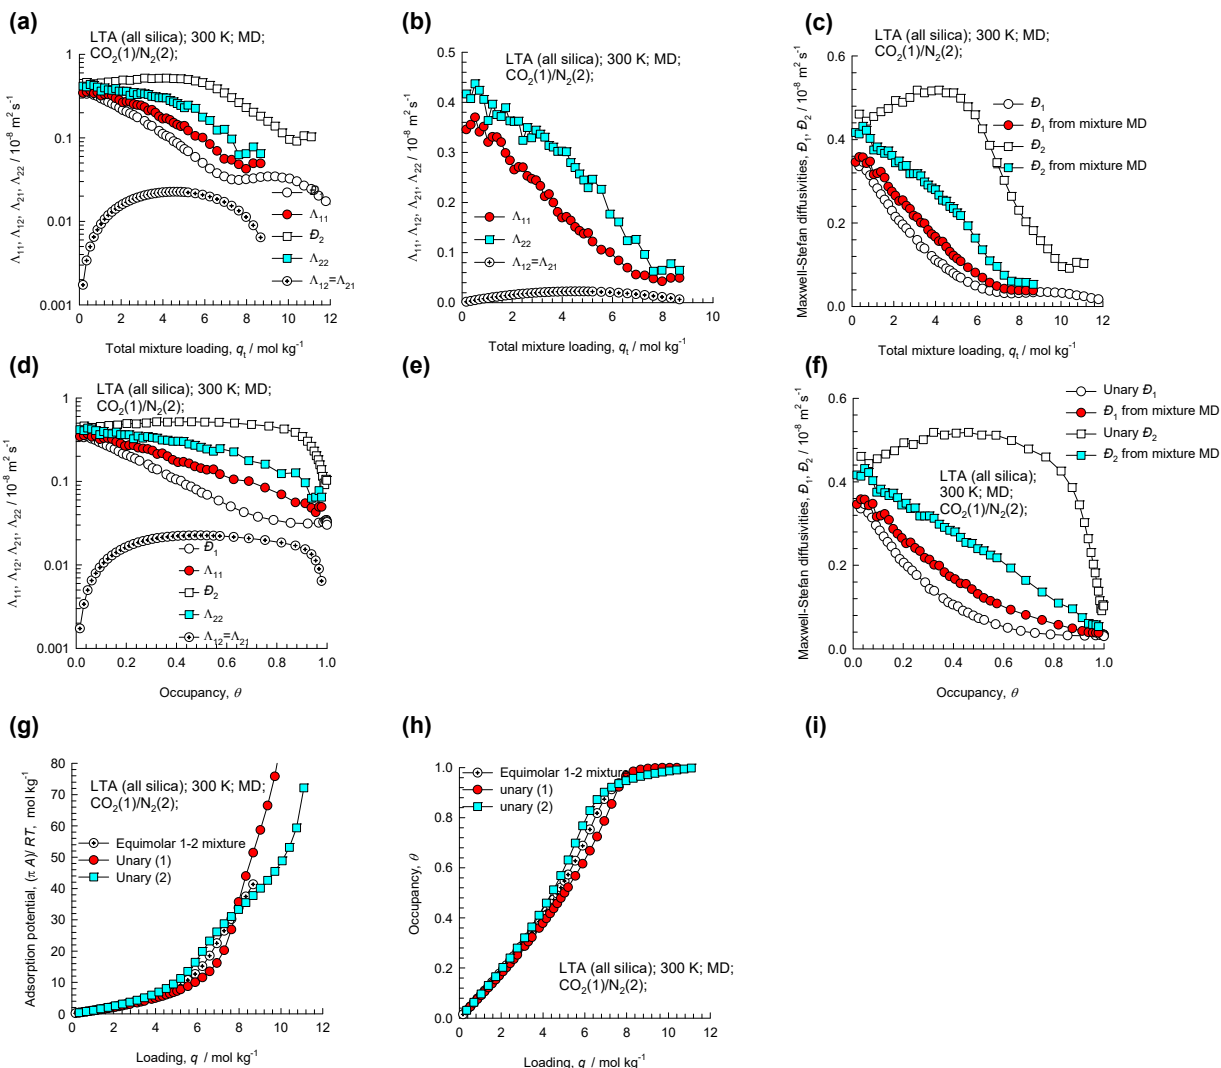 (a)
LTA (all silica); 300 K; MD;
CO2(1)/N2(2);
Λ11, Λ12, Λ21, Λ22 / 10-8 m2 s-1
1
0.1
0.01
0.001
Λ11
Đ2
Λ22
Λ12=Λ21
0 2 4 6 8 10 12
Total mixture loading, qt / mol kg-1
(b)
LTA (all silica); 300 K; MD;
CO2(1)/N2(2);
Λ11, Λ12, Λ21, Λ22 / 10-8 m2 s-1
0.5
0.4
0.3
0.2
0.1
0.0
Λ11
Λ22
Λ12=Λ21
0 2 4 6 8 10
Total mixture loading, qt / mol kg-1
(c)
LTA (all silica); 300 K; MD;
CO2(1)/N2(2);
Maxwell-Stefan diffusivities, Đ1, Đ2 / 10-8 m2 s-1
0.6
0.4
0.2
0.0
Đ1
Đ1 from mixture MD
Đ2
Đ2 from mixture MD
0 2 4 6 8 10 12
Total mixture loading, qt / mol kg-1
(d)
LTA (all silica); 300 K; MD;
CO2(1)/N2(2);
Λ11, Λ12, Λ21, Λ22 / 10-8 m2 s-1
1
0.1
0.01
0.001
Đ1
Λ11
Đ2
Λ22
Λ12=Λ21
0.0 0.2 0.4 0.6 0.8 1.0
Occupancy, θ
(e)
(f)
Unary Đ1
Đ1 from mixture MD
Unary Đ2
Đ2 from mixture MD
Maxwell-Stefan diffusivities, Đ1, Đ2 / 10-8 m2 s-1
0.6
0.4
0.2
0.0
LTA (all silica);
300 K; MD;
CO2(1)/N2(2);
0.0 0.2 0.4 0.6 0.8 1.0
Occupancy, θ
(g)
LTA (all silica); 300 K; MD;
CO2(1)/N2(2);
Adsorption potential, (π A)/ RT, mol kg-1
80
70
60
50
40
30
20
10
0
Equimolar 1-2 mixture
Unary (1)
Unary (2)
0 2 4 6 8 10 12
Loading, q / mol kg-1
(h)
Equimolar 1-2 mixture
unary (1)
unary (2)
Occupancy, θ
1.0
0.8
0.6
0.4
0.2
0.0
LTA (all silica); 300 K; MD;
CO2(1)/N2(2);
0 2 4 6 8 10 12
Loading, q / mol kg-1
(i)